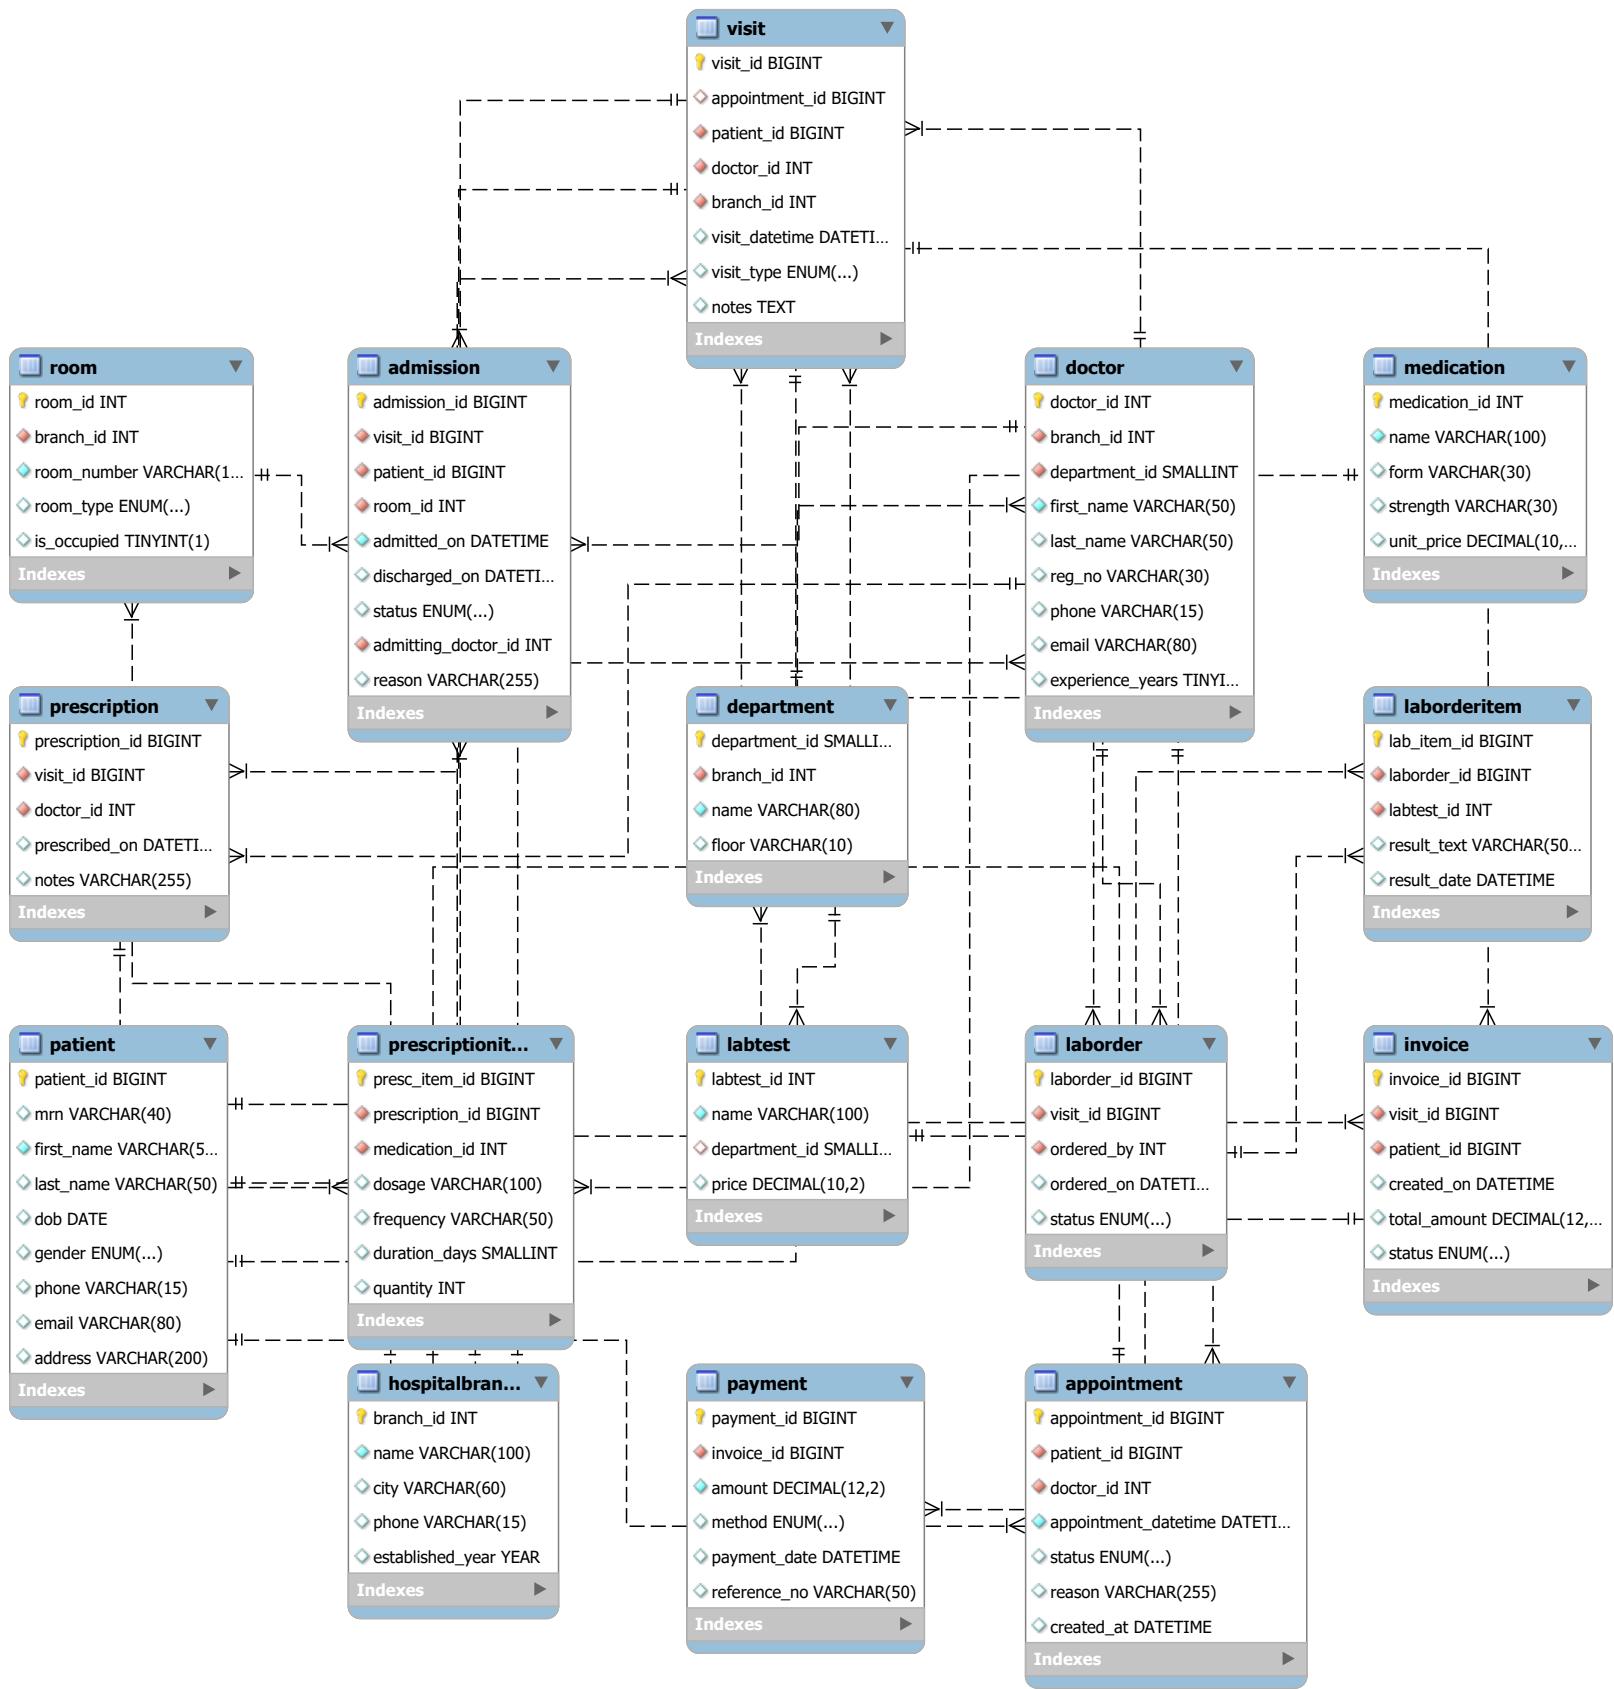 visit
visit_id BIGINT
appointment_id BIGINT
patient_id BIGINT
doctor_id INT
branch_id INT
visit_datetime DATETI...
visit_type ENUM(...)
notes TEXT
Indexes
room
room_id INT
branch_id INT
room_number VARCHAR(1...
room_type ENUM(...)
is_occupied TINYINT(1)
Indexes
admission
admission_id BIGINT
visit_id BIGINT
patient_id BIGINT
room_id INT
admitted_on DATETIME
discharged_on DATETI...
status ENUM(...)
admitting_doctor_id INT
reason VARCHAR(255)
Indexes
doctor
doctor_id INT
branch_id INT
department_id SMALLINT
first_name VARCHAR(50)
last_name VARCHAR(50)
reg_no VARCHAR(30)
phone VARCHAR(15)
email VARCHAR(80)
experience_years TINYI...
medication
medication_id INT
name VARCHAR(100)
form VARCHAR(30)
strength VARCHAR(30)
unit_price DECIMAL(10,...
Indexes
prescription
prescription_id BIGINT
visit_id BIGINT
doctor_id INT
prescribed_on DATETI...
notes VARCHAR(255)
Indexes
department
department_id SMALLI...
branch_id INT
name VARCHAR(80)
floor VARCHAR(10)
Indexes
Indexes
laborderitem
lab_item_id BIGINT
laborder_id BIGINT
labtest_id INT
result_text VARCHAR(50...
result_date DATETIME
Indexes
patient
patient_id BIGINT
mrn VARCHAR(40)
first_name VARCHAR(5...
last_name VARCHAR(50)
dob DATE
gender ENUM(...)
phone VARCHAR(15)
email VARCHAR(80)
address VARCHAR(200)
Indexes
prescriptionit...
presc_item_id BIGINT
prescription_id BIGINT
medication_id INT
dosage VARCHAR(100)
frequency VARCHAR(50)
duration_days SMALLINT
quantity INT
Indexes
labtest
labtest_id INT
name VARCHAR(100)
department_id SMALLI...
price DECIMAL(10,2)
Indexes
laborder
laborder_id BIGINT
visit_id BIGINT
ordered_by INT
ordered_on DATETI...
status ENUM(...)
Indexes
invoice
invoice_id BIGINT
visit_id BIGINT
patient_id BIGINT
created_on DATETIME
total_amount DECIMAL(12,...
status ENUM(...)
Indexes
hospitalbran...
branch_id INT
name VARCHAR(100)
city VARCHAR(60)
phone VARCHAR(15)
established_year YEAR
Indexes
payment
payment_id BIGINT
invoice_id BIGINT
amount DECIMAL(12,2)
method ENUM(...)
payment_date DATETIME
reference_no VARCHAR(50)
Indexes
appointment
appointment_id BIGINT
patient_id BIGINT
doctor_id INT
appointment_datetime DATETI...
status ENUM(...)
reason VARCHAR(255)
created_at DATETIME
Indexes